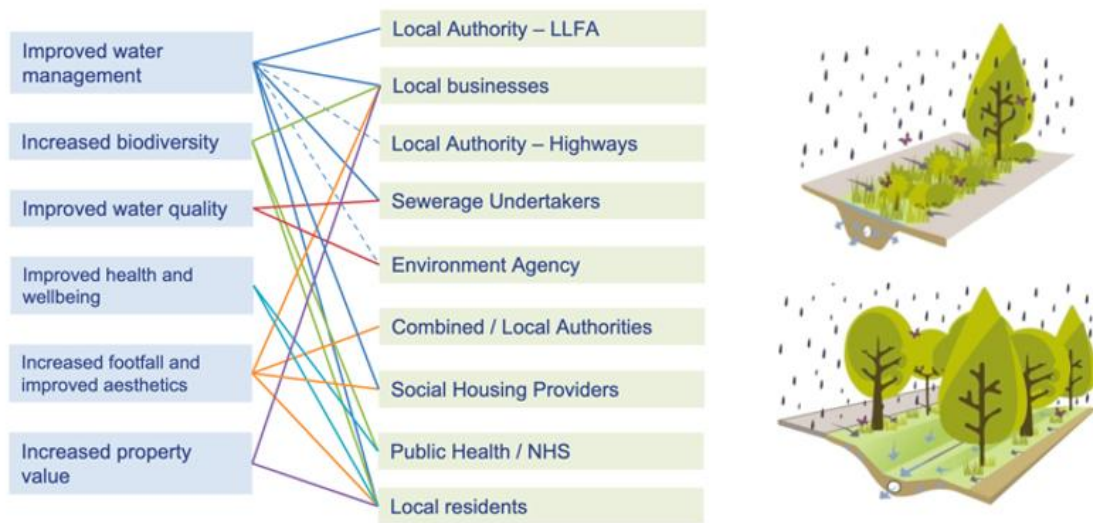 Improved water
management
Increased biodiversity
Improved water quality
Improved health and
wellbeing
Increased footfall and
improved aesthetics
Increased property
value
Local Authority – LLFA
Local businesses
Local Authority – Highways
Sewerage Undertakers
Environment Agency
Combined / Local Authorities
Social Housing Providers
Public Health / NHS
Local residents